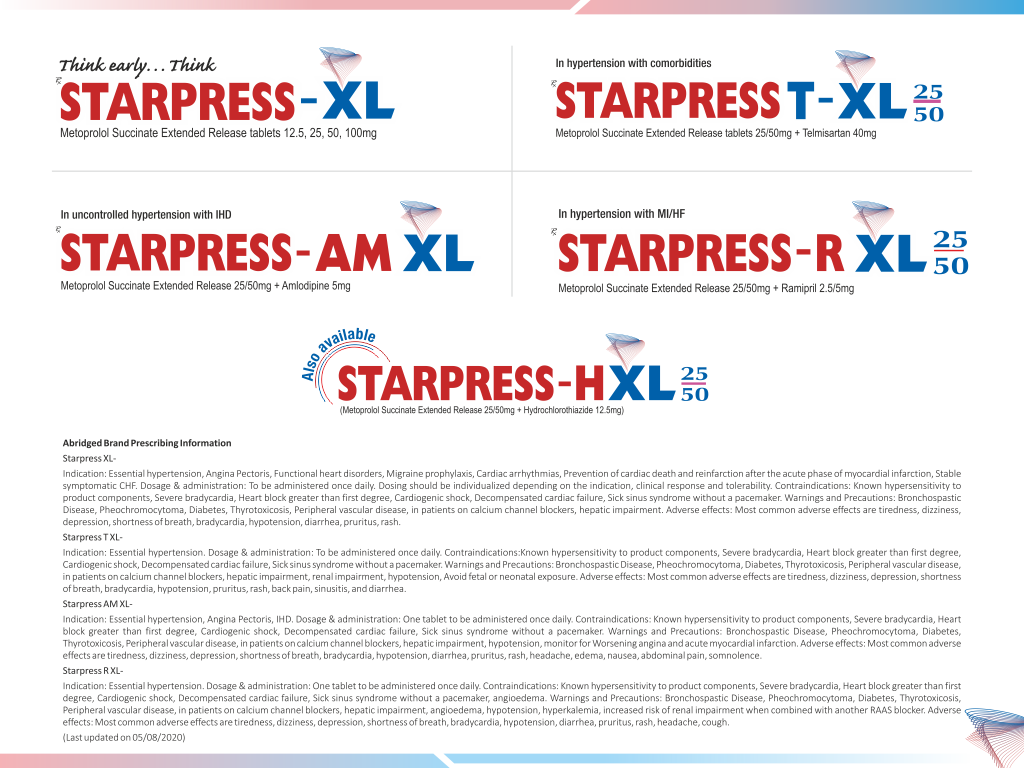 Think early... Think
STARPRESS-XL
Metoprolol Succinate Extended Release tablets 12.5, 25, 50, 100mg
In hypertension with comorbidities
STARPRESS T-XL 25 50
Metoprolol Succinate Extended Release tablets 25/50mg + Telmisartan 40mg
In uncontrolled hypertension with IHD
STARPRESS-AM XL
Metoprolol Succinate Extended Release 25/50mg + Amlodipine 5mg
In hypertension with MI/HF
STARPRESS-R XL 25 50
Metoprolol Succinate Extended Release 25/50mg + Ramipril 2.5/5mg
Also available
STARPRESS-HXL 25 50
(Metoprolol Succinate Extended Release 25/50mg + Hydrochlorothiazide 12.5mg)
Abridged Brand Prescribing Information
Starpress XL-
Indication: Essential hypertension, Angina Pectoris, Functional heart disorders, Migraine prophylaxis, Cardiac arrhythmias, Prevention of cardiac death and reinfarction after the acute phase of myocardial infarction, Stable
symptomatic CHF. Dosage & administration: To be administered once daily. Dosing should be individualized depending on the indication, clinical response and tolerability. Contraindications: Known hypersensitivity to
product components, Severe bradycardia, Heart block greater than first degree, Cardiogenic shock, Decompensated cardiac failure, Sick sinus syndrome without a pacemaker. Warnings and Precautions: Bronchospastic
Disease, Pheochromocytoma, Diabetes, Thyrotoxicosis, Peripheral vascular disease, in patients on calcium channel blockers, hepatic impairment. Adverse effects: Most common adverse effects are tiredness, dizziness,
depression, shortness of breath, bradycardia, hypotension, diarrhea, pruritus, rash.
Starpress T XL-
Indication: Essential hypertension. Dosage & administration: To be administered once daily. Contraindications:Known hypersensitivity to product components, Severe bradycardia, Heart block greater than first degree,
Cardiogenic shock, Decompensated cardiac failure, Sick sinus syndrome without a pacemaker. Warnings and Precautions: Bronchospastic Disease, Pheochromocytoma, Diabetes, Thyrotoxicosis, Peripheral vascular disease,
in patients on calcium channel blockers, hepatic impairment, renal impairment, hypotension, Avoid fetal or neonatal exposure. Adverse effects: Most common adverse effects are tiredness, dizziness, depression, shortness
of breath, bradycardia, hypotension, pruritus, rash, back pain, sinusitis, and diarrhea.
Starpress AM XL-
Indication: Essential hypertension, Angina Pectoris, IHD. Dosage & administration: One tablet to be administered once daily. Contraindications: Known hypersensitivity to product components, Severe bradycardia, Heart
block greater than first degree, Cardiogenic shock, Decompensated cardiac failure, Sick sinus syndrome without a pacemaker. Warnings and Precautions: Bronchospastic Disease, Pheochromocytoma, Diabetes,
Thyrotoxicosis, Peripheral vascular disease, in patients on calcium channel blockers, hepatic impairment, hypotension, monitor for Worsening angina and acute myocardial infarction. Adverse effects: Most common adverse
effects are tiredness, dizziness, depression, shortness of breath, bradycardia, hypotension, diarrhea, pruritus, rash, headache, edema, nausea, abdominal pain, somnolence.
Starpress R XL-
Indication: Essential hypertension. Dosage & administration: One tablet to be administered once daily. Contraindications: Known hypersensitivity to product components, Severe bradycardia, Heart block greater than first
degree, Cardiogenic shock, Decompensated cardiac failure, Sick sinus syndrome without a pacemaker, angioedema. Warnings and Precautions: Bronchospastic Disease, Pheochromocytoma, Diabetes, Thyrotoxicosis,
Peripheral vascular disease, in patients on calcium channel blockers, hepatic impairment, angioedema, hypotension, hyperkalemia, increased risk of renal impairment when combined with another RAAS blocker. Adverse
effects: Most common adverse effects are tiredness, dizziness, depression, shortness of breath, bradycardia, hypotension, diarrhea, pruritus, rash, headache, cough.
(Last updated on 05/08/2020)